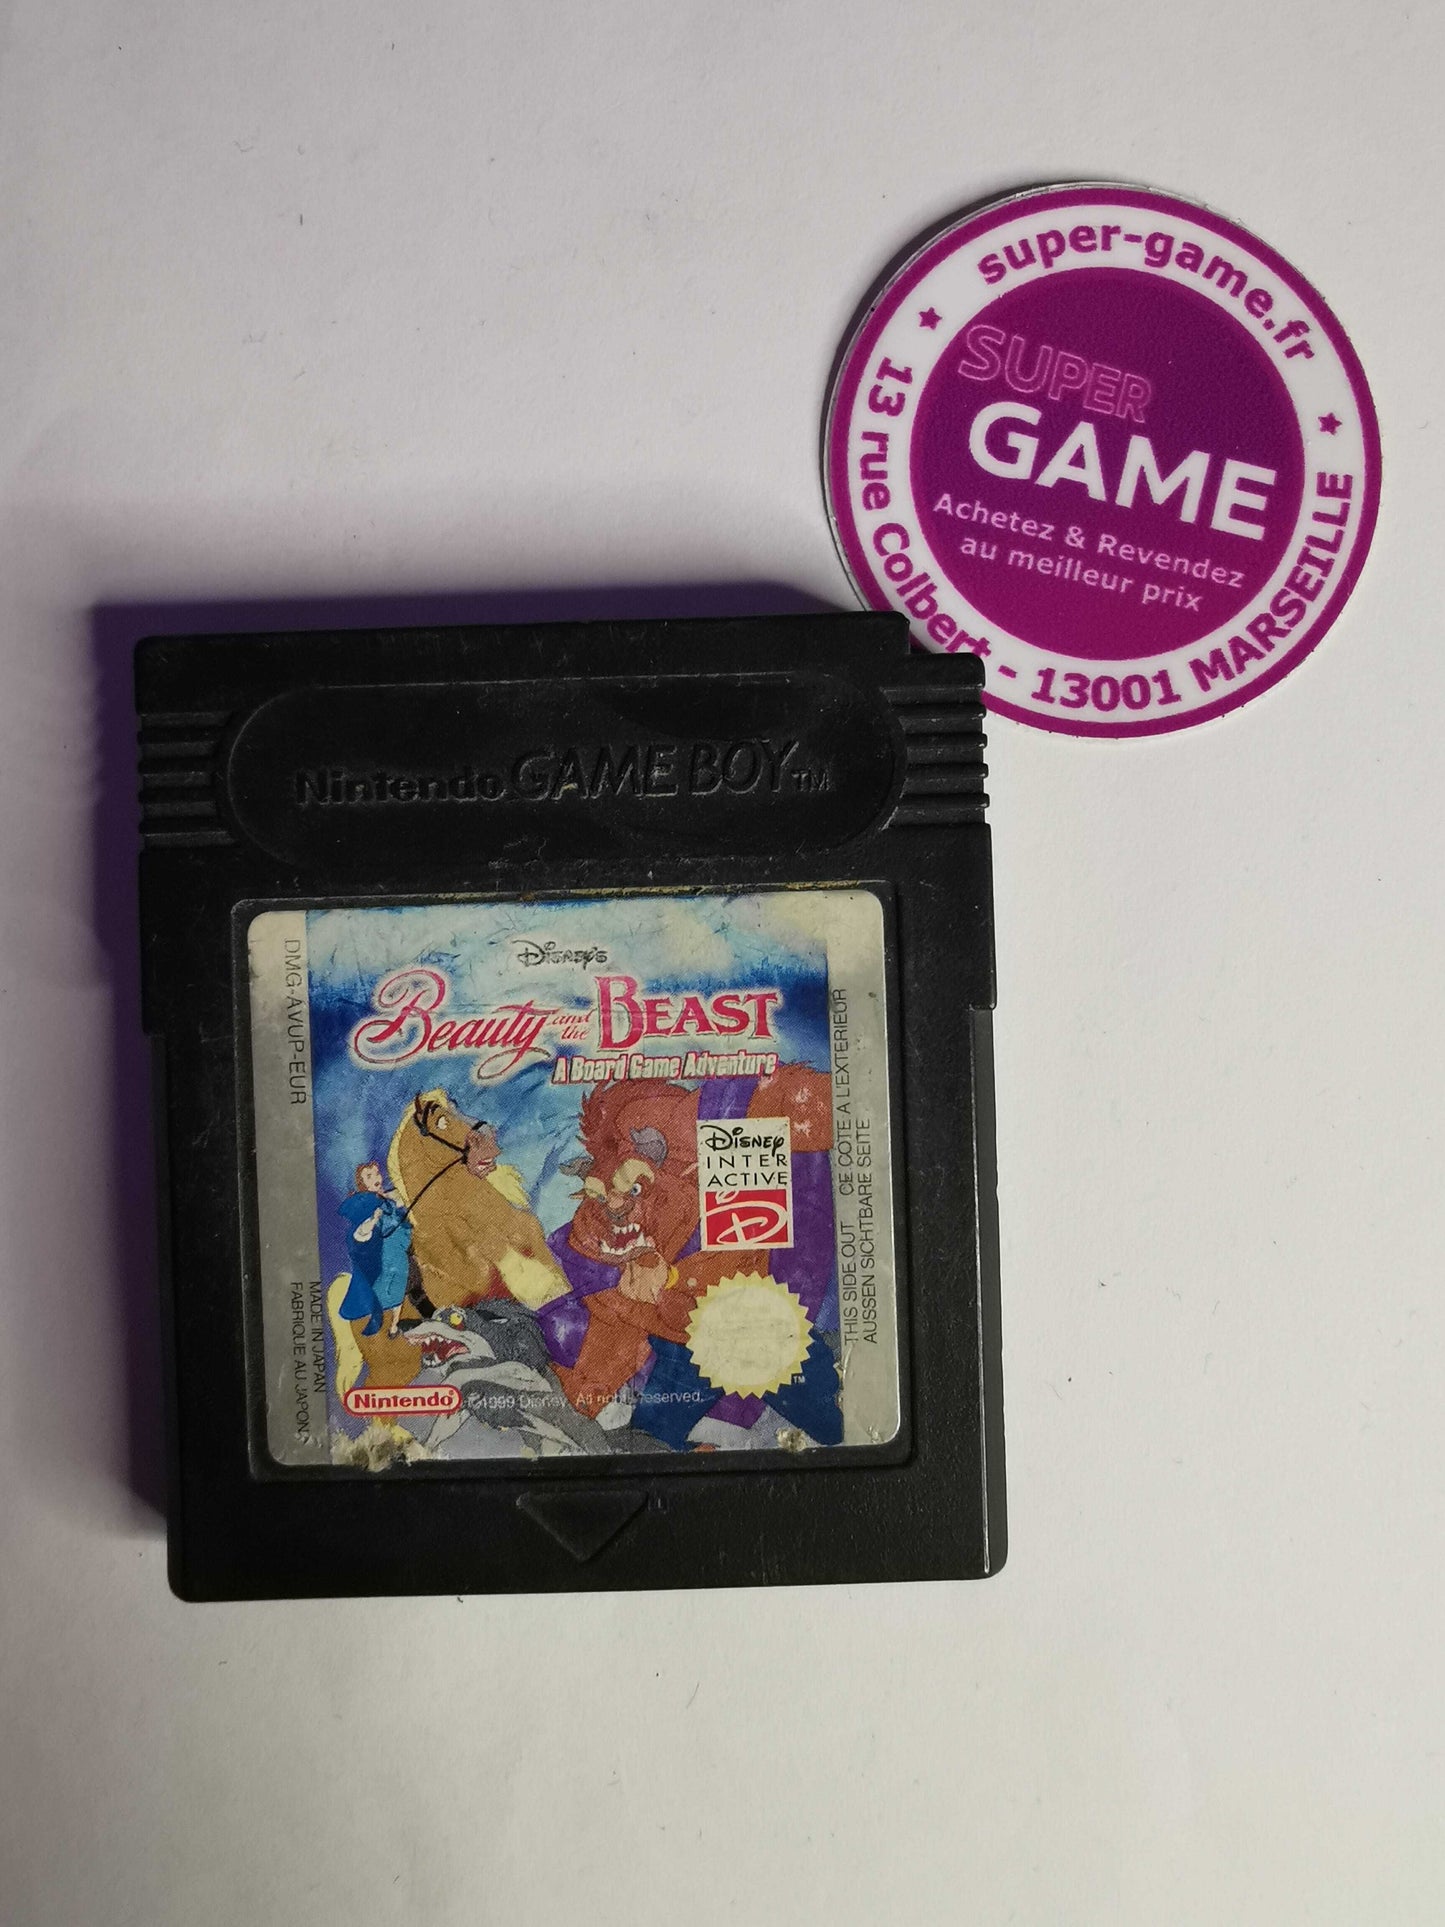 super-game.fr
SUPER
GAME
Achetez & Revendez
au meilleur prix
13 rue Colbert - 13001 MARSEILLE
Nintendo GAME BOY TM
DMG-AVUP-EUR
MADE IN JAPAN
FABRIQUE AU JAPON
Disney's
Beauty and the Beast
A Board Game Adventure
Disney
INTER
ACTIVE
D
THIS SIDE OUT CE COTE A L'EXTERIEUR
AUSSEN SICHTBARE SEITE
TM
Nintendo ©1999 Disney. All rights reserved.